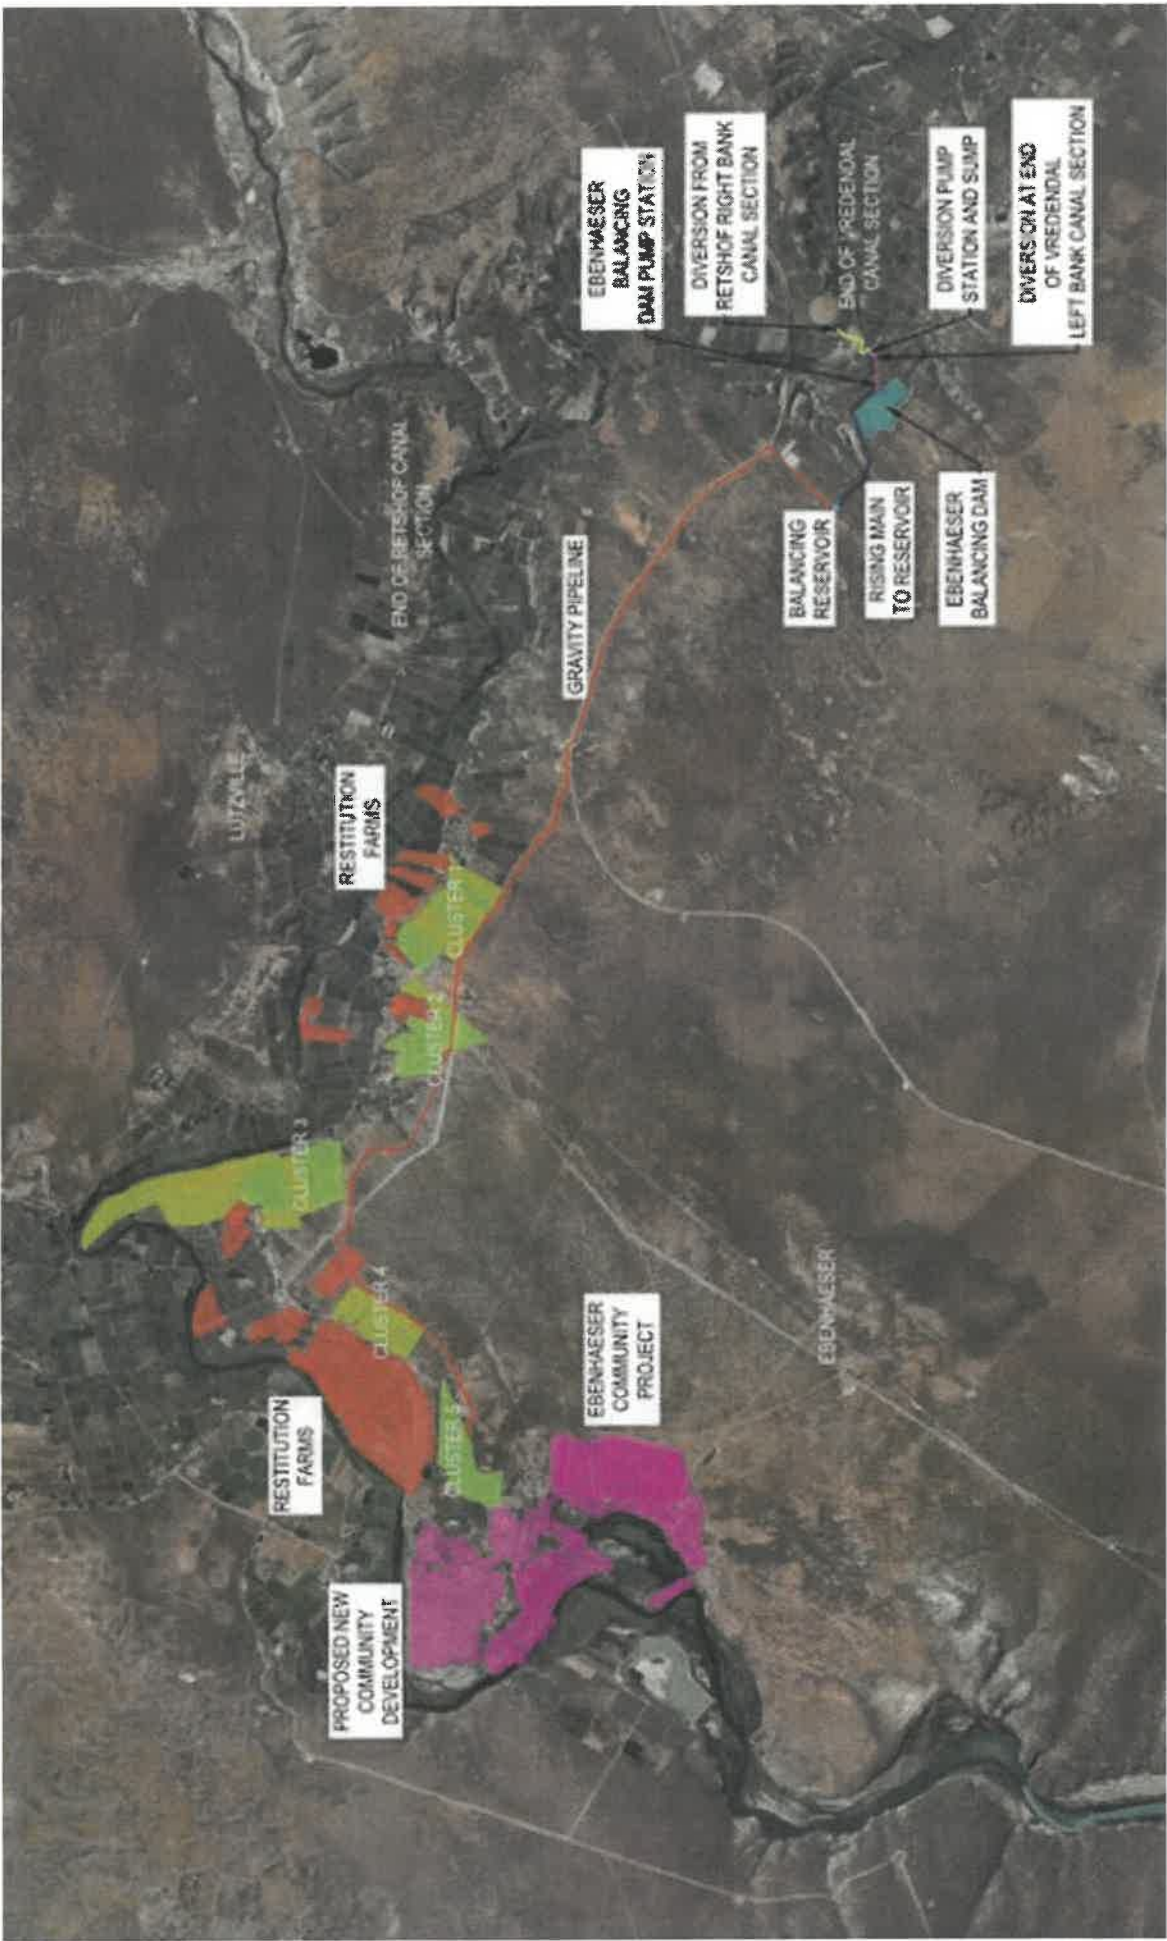 PROPOSED NEW
COMMUNITY
DEVELOPMENT
RESTITUTION
FARMS
CLUSTER 3
CLUSTER 4
CLUSTER 5
EBENHAESER
COMMUNITY
PROJECT
EBENHAESER
LUTZVILLE
RESTITUTION
FARMS
CLUSTER 2
CLUSTER 1
END OF RETSHOF CANAL
SECTION
GRAVITY PIPELINE
BALANCING
RESERVOIR
RISING MAIN
TO RESERVOIR
EBENHAESER
BALANCING DAM
EBENHAESER
BALANCING
DAM PUMP STATION
DIVERSION FROM
RETSHOF RIGHT BANK
CANAL SECTION
END OF VREDENDAL
CANAL SECTION
DIVERSION PUMP
STATION AND SUMP
DIVERSION AT END
OF VREDENDAL
LEFT BANK CANAL SECTION